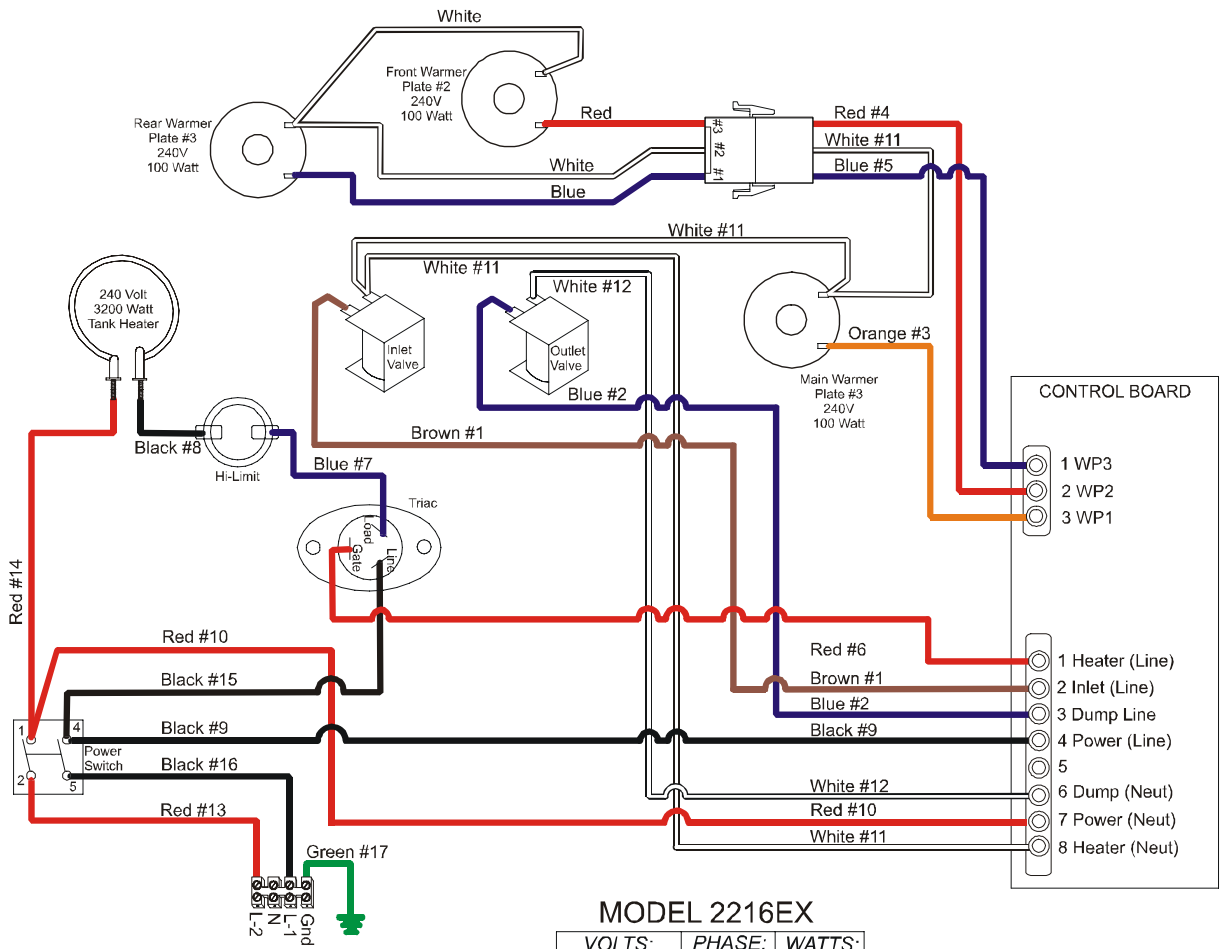 White
Front Warmer
Plate #2
240V
100 Watt
Rear Warmer
Plate #3
240V
100 Watt
Red
#3
#2
#1
Red #4
White #11
Blue #5
White
Blue
White #11
White #11
White #12
240 Volt
3200 Watt
Tank Heater
Inlet
Valve
Outlet
Valve
Orange #3
Main Warmer
Plate #3
240V
100 Watt
Blue #2
Brown #1
Black #8
Hi-Limit
Blue #7
Triac
Load
Gate
Line
CONTROL BOARD
1 WP3
2 WP2
3 WP1
Red #14
Red #10
Black #15
Black #9
Black #16
Red #13
Green #17
1
4
2
5
Power
Switch
Red #6
Brown #1
Blue #2
Black #9
White #12
Red #10
White #11
1 Heater (Line)
2 Inlet (Line)
3 Dump Line
4 Power (Line)
5
6 Dump (Neut)
7 Power (Neut)
8 Heater (Neut)
L-2
N
L-1
Gnd
MODEL 2216EX
VOLTS: PHASE: WATTS: